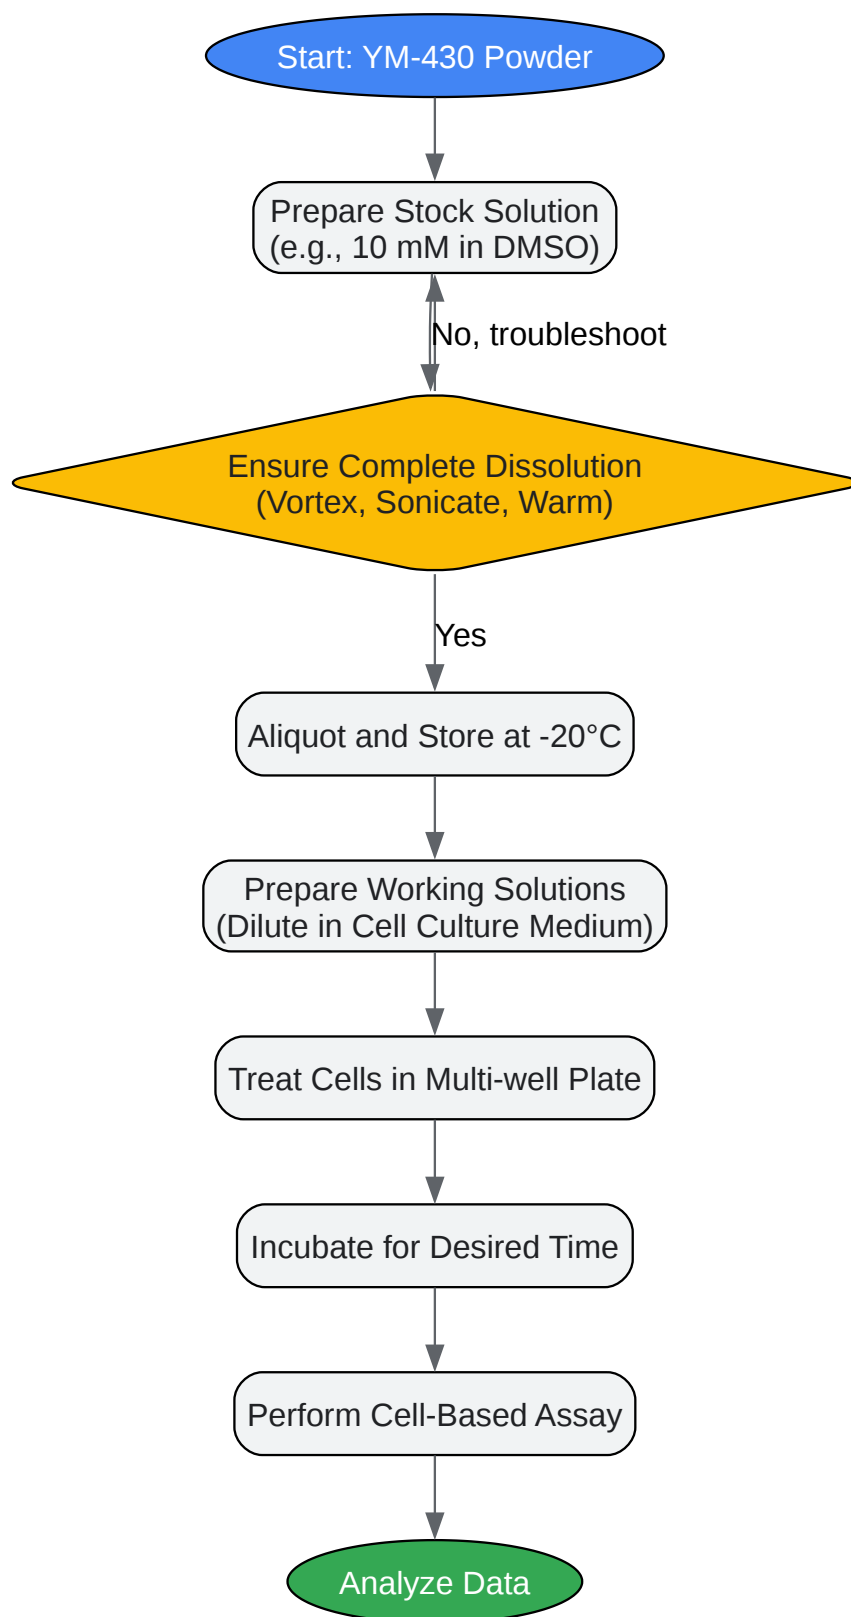 Start: YM-430 Powder
Prepare Stock Solution
(e.g., 10 mM in DMSO)
No, troubleshoot
Ensure Complete Dissolution
(Vortex, Sonicate, Warm)
Yes
Aliquot and Store at -20°C
Prepare Working Solutions
(Dilute in Cell Culture Medium)
Treat Cells in Multi-well Plate
Incubate for Desired Time
Perform Cell-Based Assay
Analyze Data